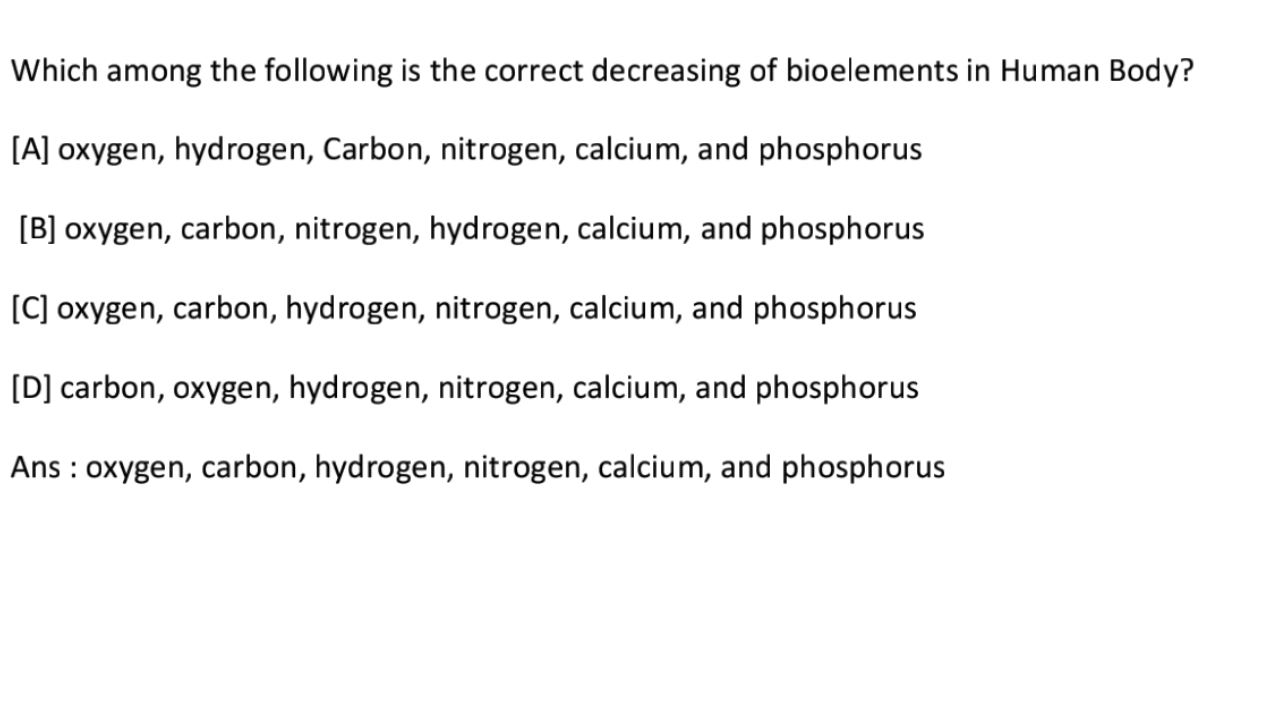 Which among the following is the correct decreasing of bioelements in Human Body?
[A] oxygen, hydrogen, Carbon, nitrogen, calcium, and phosphorus
[B] oxygen, carbon, nitrogen, hydrogen, calcium, and phosphorus
[C] oxygen, carbon, hydrogen, nitrogen, calcium, and phosphorus
[D] carbon, oxygen, hydrogen, nitrogen, calcium, and phosphorus
Ans : oxygen, carbon, hydrogen, nitrogen, calcium, and phosphorus